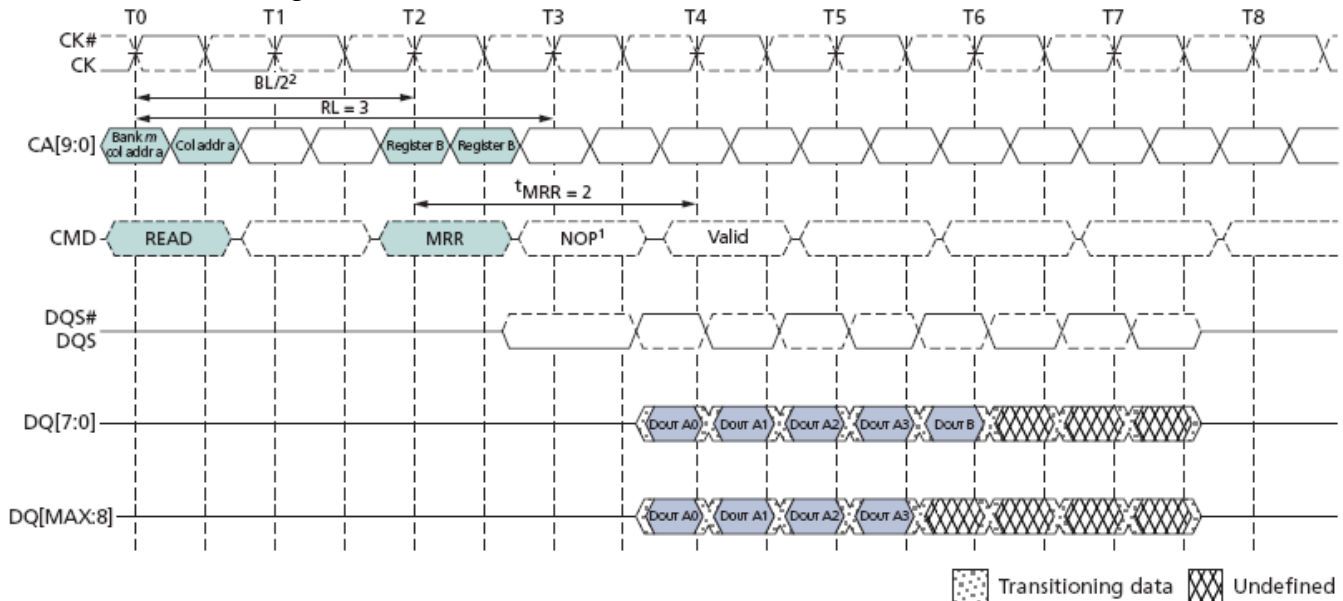 T0 T1 T2 T3 T4 T5 T6 T7 T8
CK#
CK
BL/2²
RL = 3
CA[9:0] Bank m col addr a Col addr a Register B Register B
tMRR = 2
CMD READ MRR NOP¹ Valid
DQS#
DQS
DQ[7:0] DOUT A0 DOUT A1 DOUT A2 DOUT A3 DOUT B
DQ[MAX:8] DOUT A0 DOUT A1 DOUT A2 DOUT A3
Transitioning data Undefined